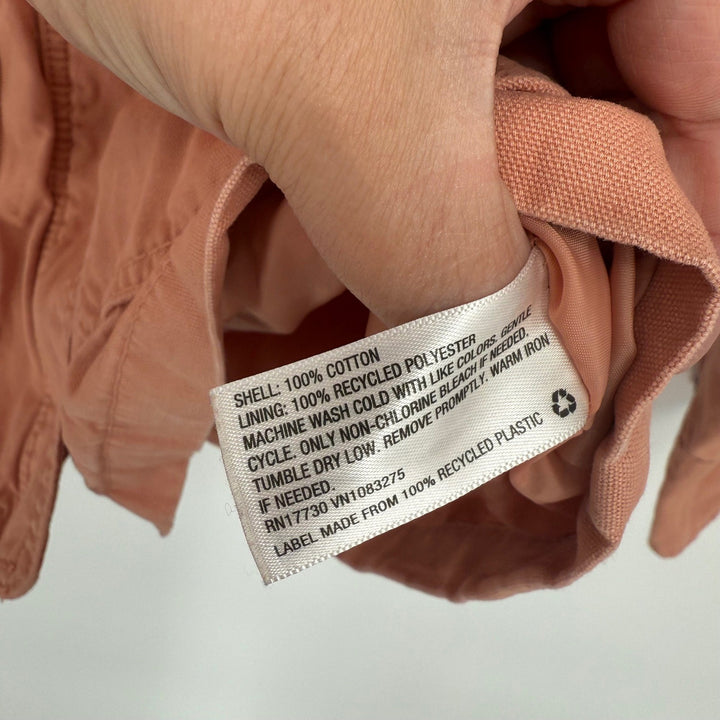 SHELL: 100% COTTON
LINING: 100% RECYCLED POLYESTER
MACHINE WASH COLD WITH LIKE COLORS. GENTLE
CYCLE. ONLY NON-CHLORINE BLEACH IF NEEDED.
TUMBLE DRY LOW. REMOVE PROMPTLY. WARM IRON
IF NEEDED.
RN17730 VN1083275
LABEL MADE FROM 100% RECYCLED PLASTIC